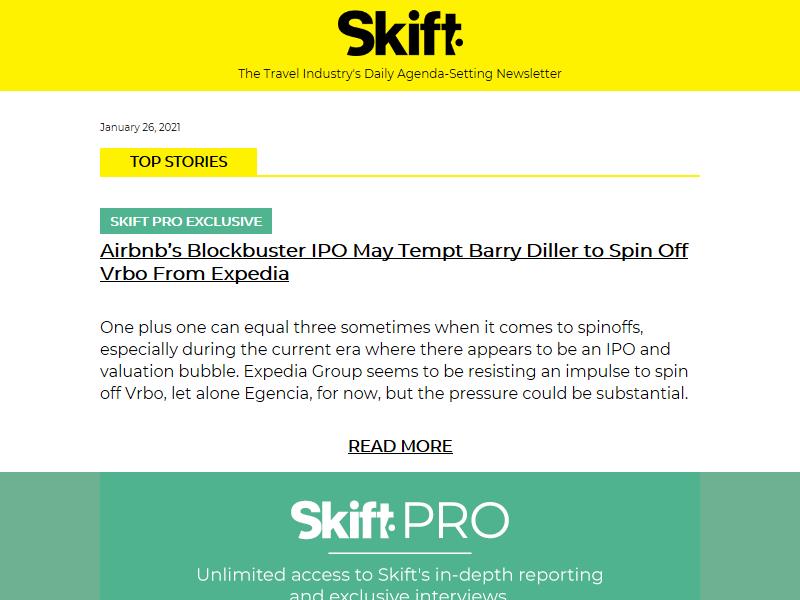 Skift
The Travel Industry's Daily Agenda-Setting Newsletter
January 26, 2021
TOP STORIES
SKIFT PRO EXCLUSIVE
Airbnb’s Blockbuster IPO May Tempt Barry Diller to Spin Off
Vrbo From Expedia
One plus one can equal three sometimes when it comes to spinoffs,
especially during the current era where there appears to be an IPO and
valuation bubble. Expedia Group seems to be resisting an impulse to spin
off Vrbo, let alone Egencia, for now, but the pressure could be substantial.
READ MORE
Skift PRO
Unlimited access to Skift's in-depth reporting
and exclusive interviews